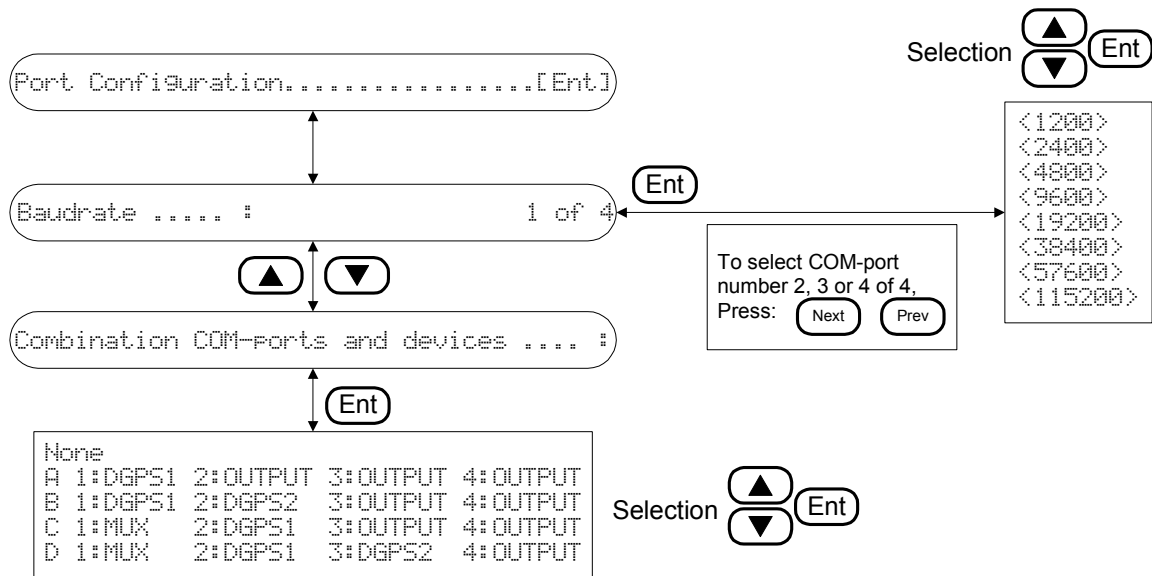 Port Configuration.................[Ent]
Baudrate ..... : 1 of 4
Ent
To select COM-port
number 2, 3 or 4 of 4,
Press: Next Prev
Selection Ent
<1200>
<2400>
<4800>
<9600>
<19200>
<38400>
<57600>
<115200>
Combination COM-ports and devices .... :
Ent
None
A 1:DGPS1 2:OUTPUT 3:OUTPUT 4:OUTPUT
B 1:DGPS1 2:DGPS2 3:OUTPUT 4:OUTPUT
C 1:MUX 2:DGPS1 3:OUTPUT 4:OUTPUT
D 1:MUX 2:DGPS1 3:DGPS2 4:OUTPUT
Selection Ent